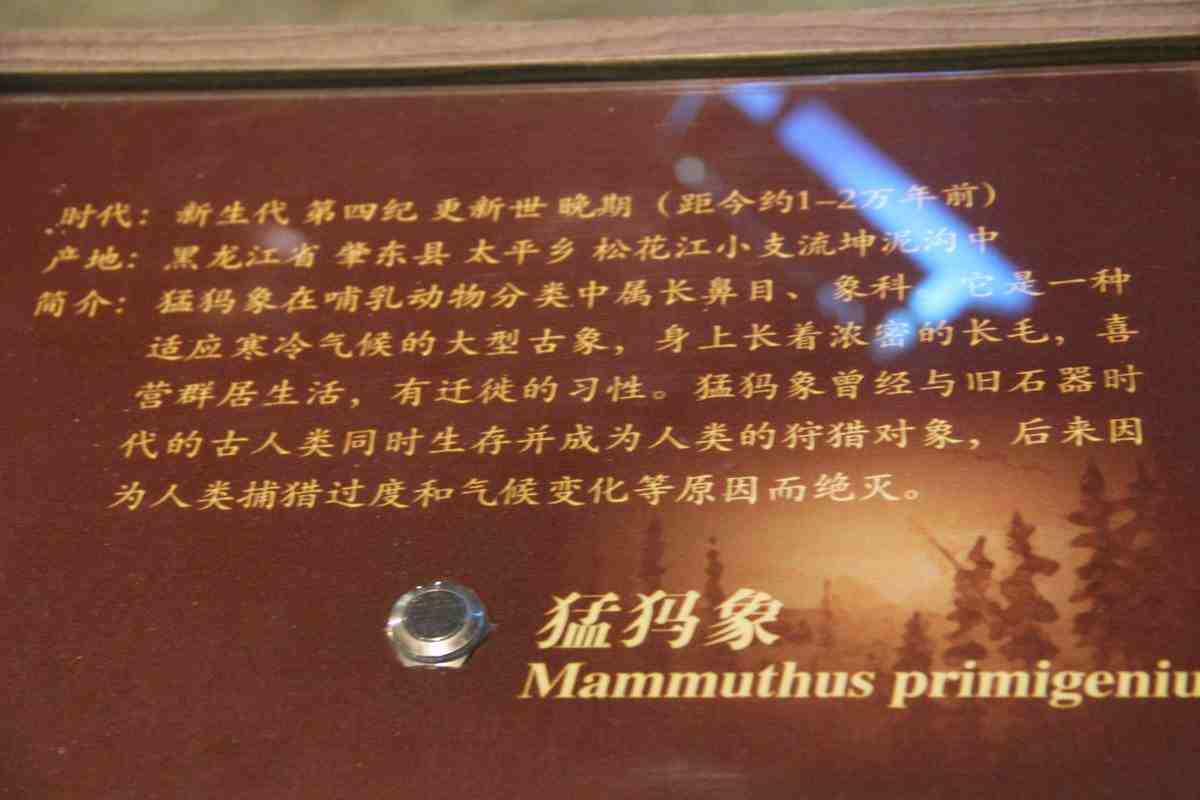 时代：新生代 第四纪 更新世 晚期（距今约1-2万年前）
产地：黑龙江省 肇东县 太平乡 松花江小支流坤泥沟中
简介：猛犸象在哺乳动物分类中属长鼻目、象科。它是一种
适应寒冷气候的大型古象，身上长着浓密的长毛，喜
营群居生活，有迁徙的习性。猛犸象曾经与旧石器时
代的古人类同时生存并成为人类的狩猎对象，后来因
为人类捕猎过度和气候变化等原因而绝灭。
猛犸象
Mammuthus primigeniu